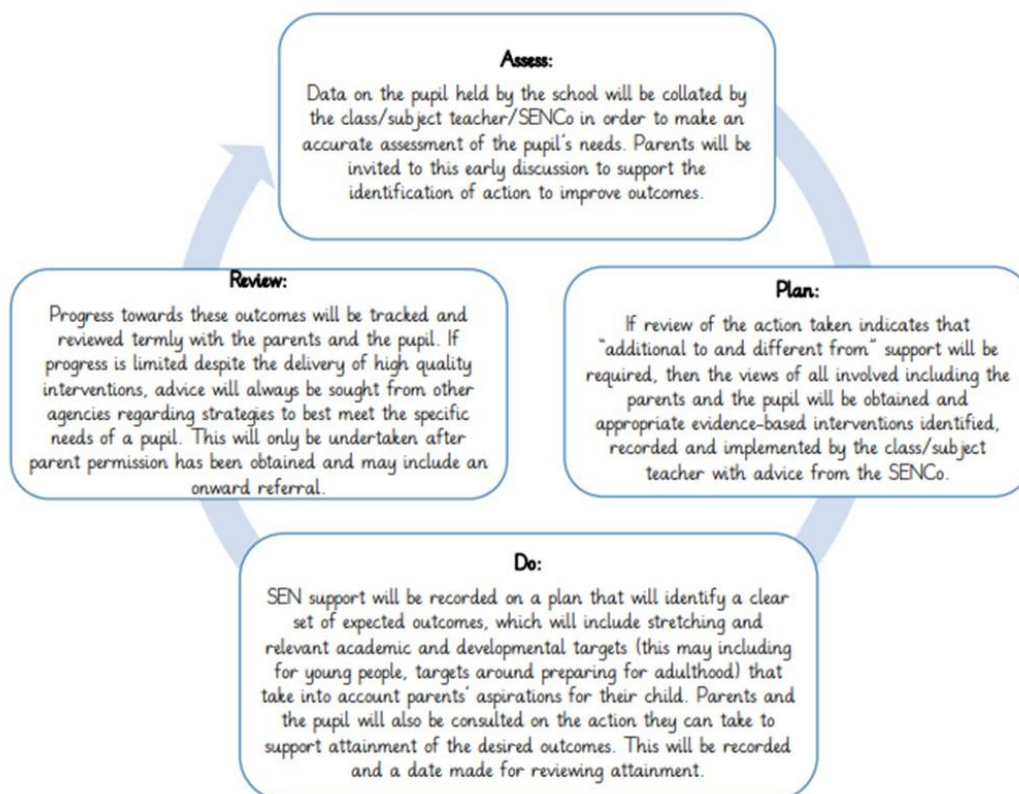 Assess:
Data on the pupil held by the school will be collated by
the class/subject teacher/SENCo in order to make an
accurate assessment of the pupil's needs. Parents will be
invited to this early discussion to support the
identification of action to improve outcomes.
Plan:
If review of the action taken indicates that
"additional to and different from" support will be
required, then the views of all involved including the
parents and the pupil will be obtained and
appropriate evidence-based interventions identified,
recorded and implemented by the class/subject
teacher with advice from the SENCo.
Do:
SEN support will be recorded on a plan that will identify a clear
set of expected outcomes, which will include stretching and
relevant academic and developmental targets (this may including
for young people, targets around preparing for adulthood) that
take into account parents' aspirations for their child. Parents and
the pupil will also be consulted on the action they can take to
support attainment of the desired outcomes. This will be recorded
and a date made for reviewing attainment.
Review:
Progress towards these outcomes will be tracked and
reviewed termly with the parents and the pupil. If
progress is limited despite the delivery of high quality
interventions, advice will always be sought from other
agencies regarding strategies to best meet the specific
needs of a pupil. This will only be undertaken after
parent permission has been obtained and may include an
onward referral.